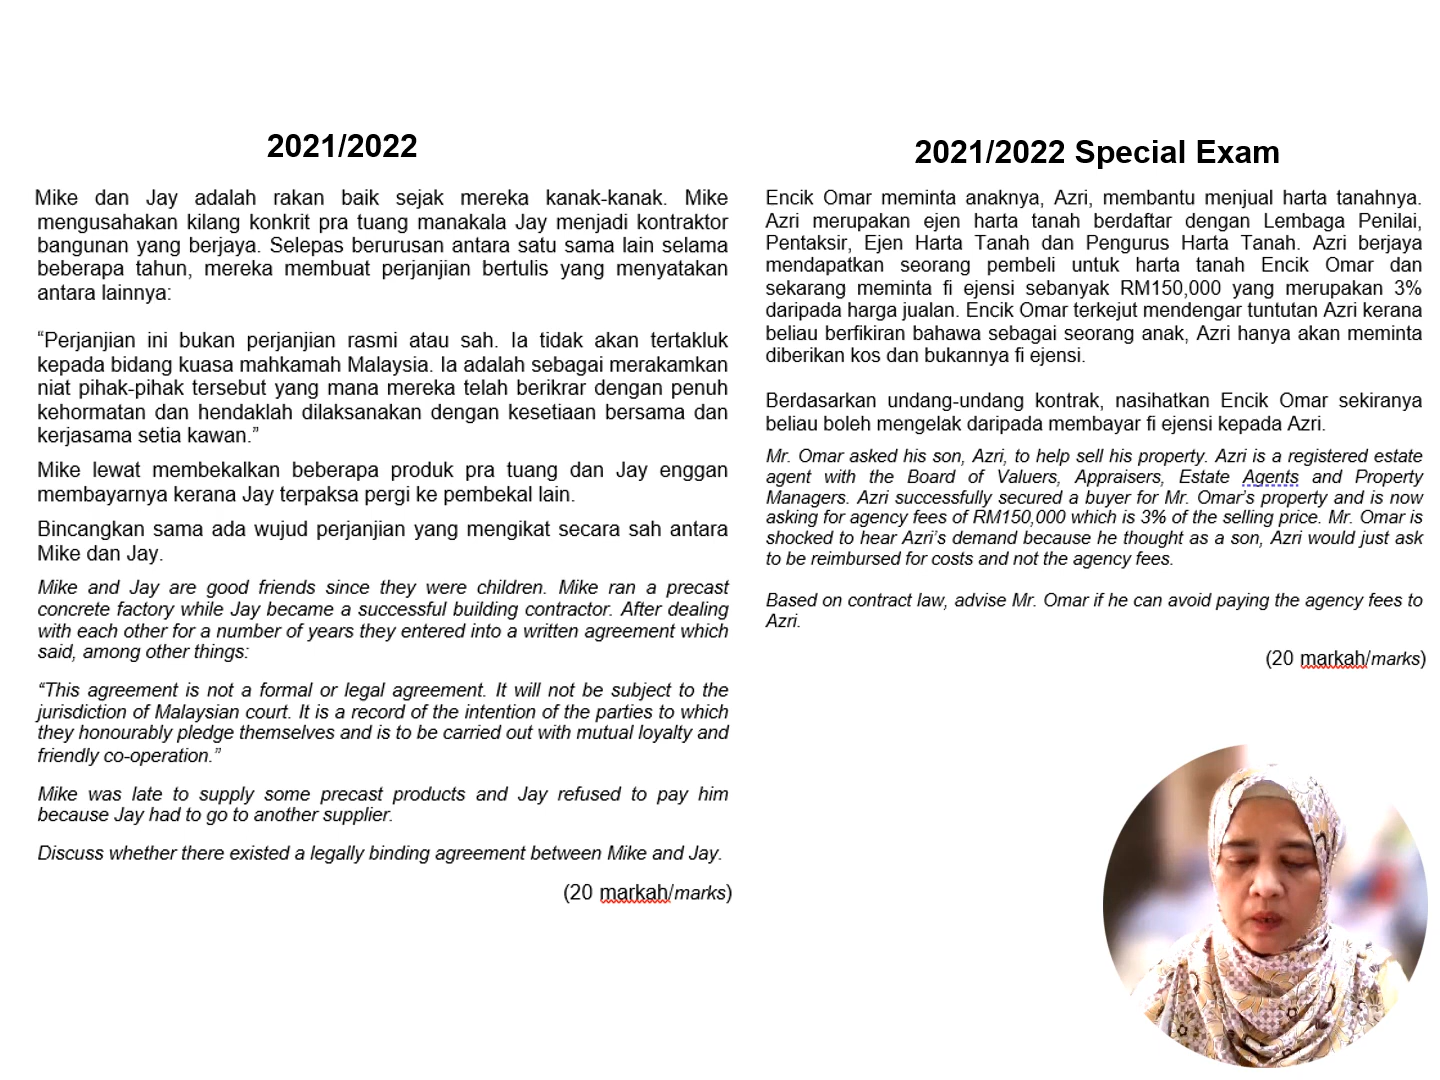 2021/2022
Mike dan Jay adalah rakan baik sejak mereka kanak-kanak. Mike
mengusahakan kilang konkrit pra tuang manakala Jay menjadi kontraktor
bangunan yang berjaya. Selepas berurusan antara satu sama lain selama
beberapa tahun, mereka membuat perjanjian bertulis yang menyatakan
antara lainnya:
“Perjanjian ini bukan perjanjian rasmi atau sah. Ia tidak akan tertakluk
kepada bidang kuasa mahkamah Malaysia. Ia adalah sebagai merakamkan
niat pihak-pihak tersebut yang mana mereka telah berikrar dengan penuh
kehormatan dan hendaklah dilaksanakan dengan kesetiaan bersama dan
kerjasama setia kawan.”
Mike lewat membekalkan beberapa produk pra tuang dan Jay enggan
membayarnya kerana Jay terpaksa pergi ke pembekal lain.
Bincangkan sama ada wujud perjanjian yang mengikat secara sah antara
Mike dan Jay.
Mike and Jay are good friends since they were children. Mike ran a precast
concrete factory while Jay became a successful building contractor. After dealing
with each other for a number of years they entered into a written agreement which
said, among other things:
“This agreement is not a formal or legal agreement. It will not be subject to the
jurisdiction of Malaysian court. It is a record of the intention of the parties to which
they honourably pledge themselves and is to be carried out with mutual loyalty and
friendly co-operation.”
Mike was late to supply some precast products and Jay refused to pay him
because Jay had to go to another supplier.
Discuss whether there existed a legally binding agreement between Mike and Jay.
(20 markah/marks)
2021/2022 Special Exam
Encik Omar meminta anaknya, Azri, membantu menjual harta tanahnya.
Azri merupakan ejen harta tanah berdaftar dengan Lembaga Penilai,
Pentaksir, Ejen Harta Tanah dan Pengurus Harta Tanah. Azri berjaya
mendapatkan seorang pembeli untuk harta tanah Encik Omar dan
sekarang meminta fi ejensi sebanyak RM150,000 yang merupakan 3%
daripada harga jualan. Encik Omar terkejut mendengar tuntutan Azri kerana
beliau berfikiran bahawa sebagai seorang anak, Azri hanya akan meminta
diberikan kos dan bukannya fi ejensi.
Berdasarkan undang-undang kontrak, nasihatkan Encik Omar sekiranya
beliau boleh mengelak daripada membayar fi ejensi kepada Azri.
Mr. Omar asked his son, Azri, to help sell his property. Azri is a registered estate
agent with the Board of Valuers, Appraisers, Estate Agents and Property
Managers. Azri successfully secured a buyer for Mr. Omar’s property and is now
asking for agency fees of RM150,000 which is 3% of the selling price. Mr. Omar is
shocked to hear Azri’s demand because he thought as a son, Azri would just ask
to be reimbursed for costs and not the agency fees.
Based on contract law, advise Mr. Omar if he can avoid paying the agency fees to
Azri.
(20 markah/marks)